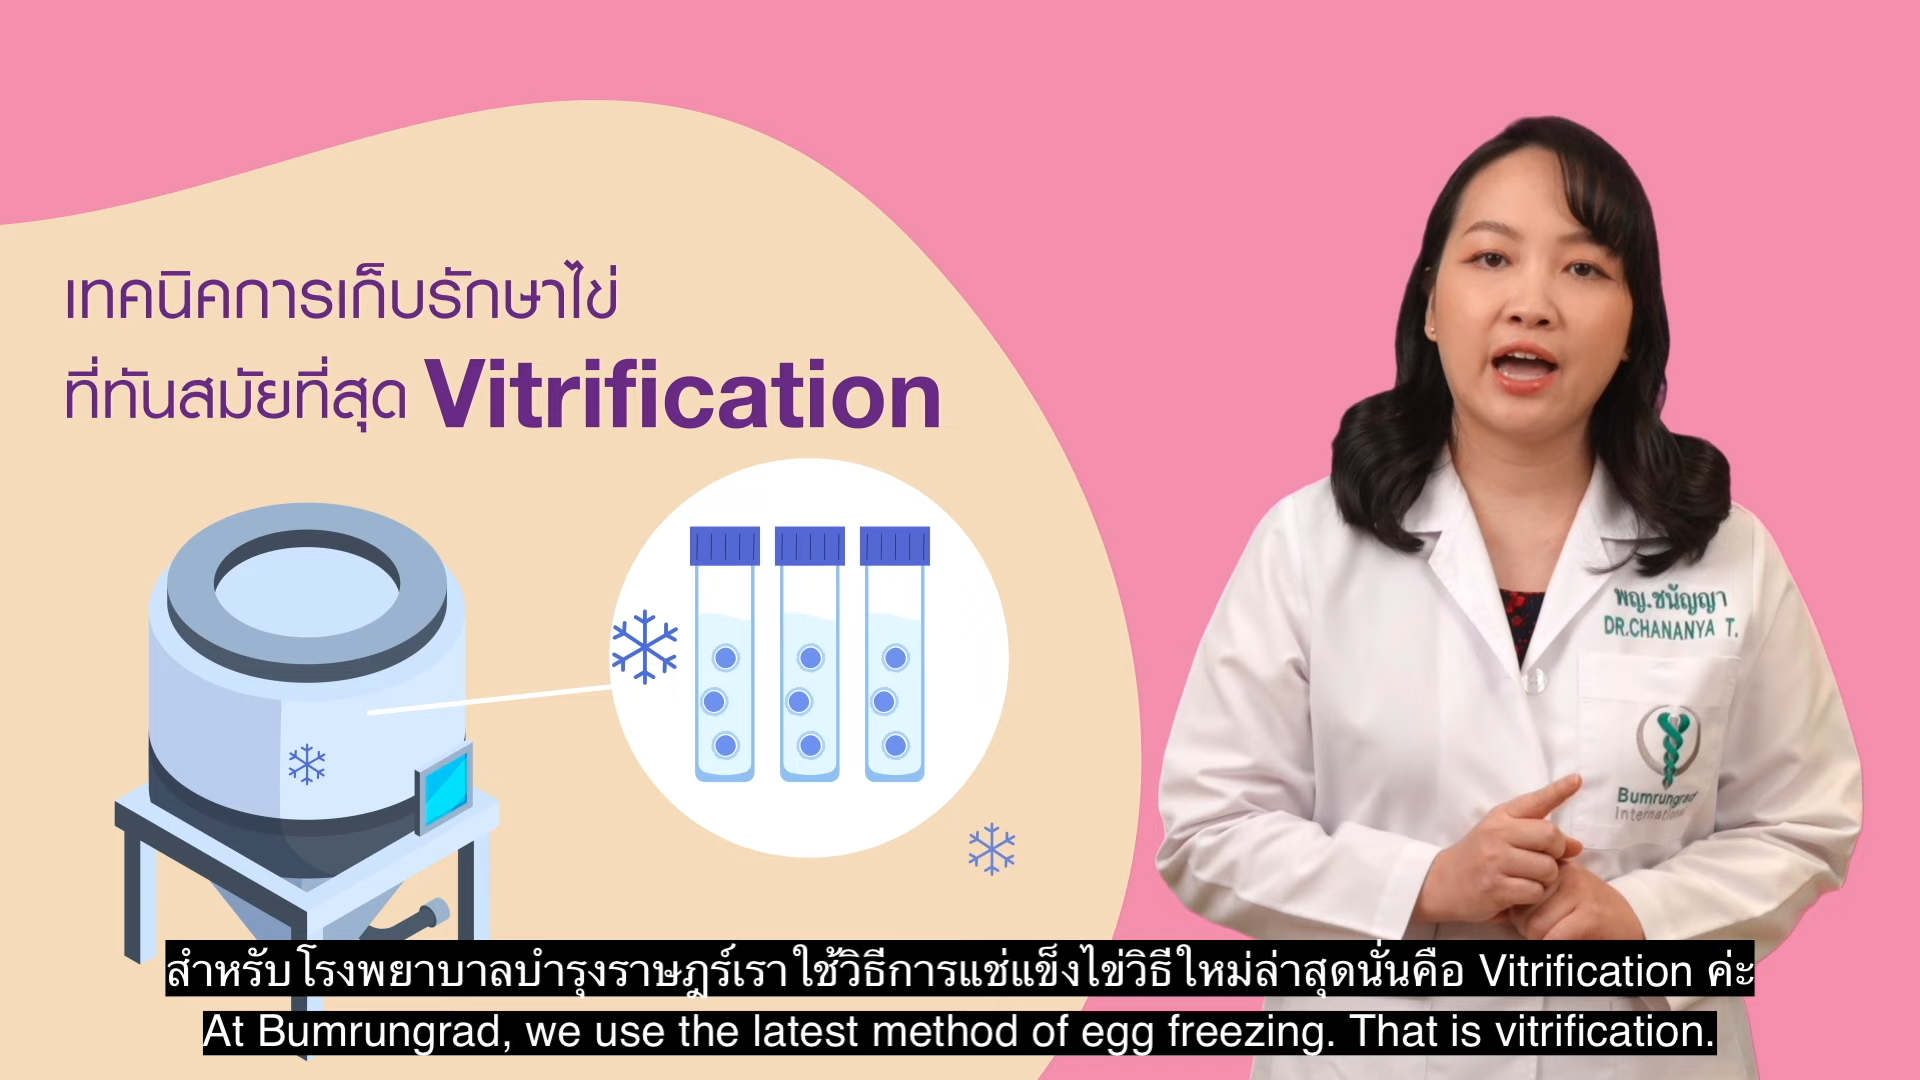 เทคนิคการเก็บรักษาไข่
ที่ทันสมัยที่สุด Vitrification
พญ.ชนัญญา
DR.CHANANYA T.
Bumrungrad
International
สำหรับโรงพยาบาลบำรุงราษฎร์เราใช้วิธีการแช่แข็งไข่วิธีใหม่ล่าสุดนั่นคือ Vitrification ค่ะ
At Bumrungrad, we use the latest method of egg freezing. That is vitrification.